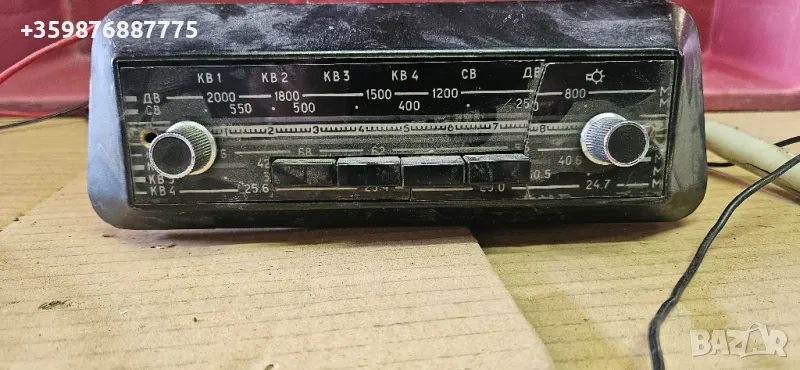 +359876887775
КВ 1 КВ 2 КВ 3 КВ 4 СВ ДВ
ДВ 2000 1800 1500 1200 800 М
СВ 550 500 400 250 М
1 2 3 4 5 6 7 8
68 62
40.6
КВ 4 25.6 24.7 М
BAZAR